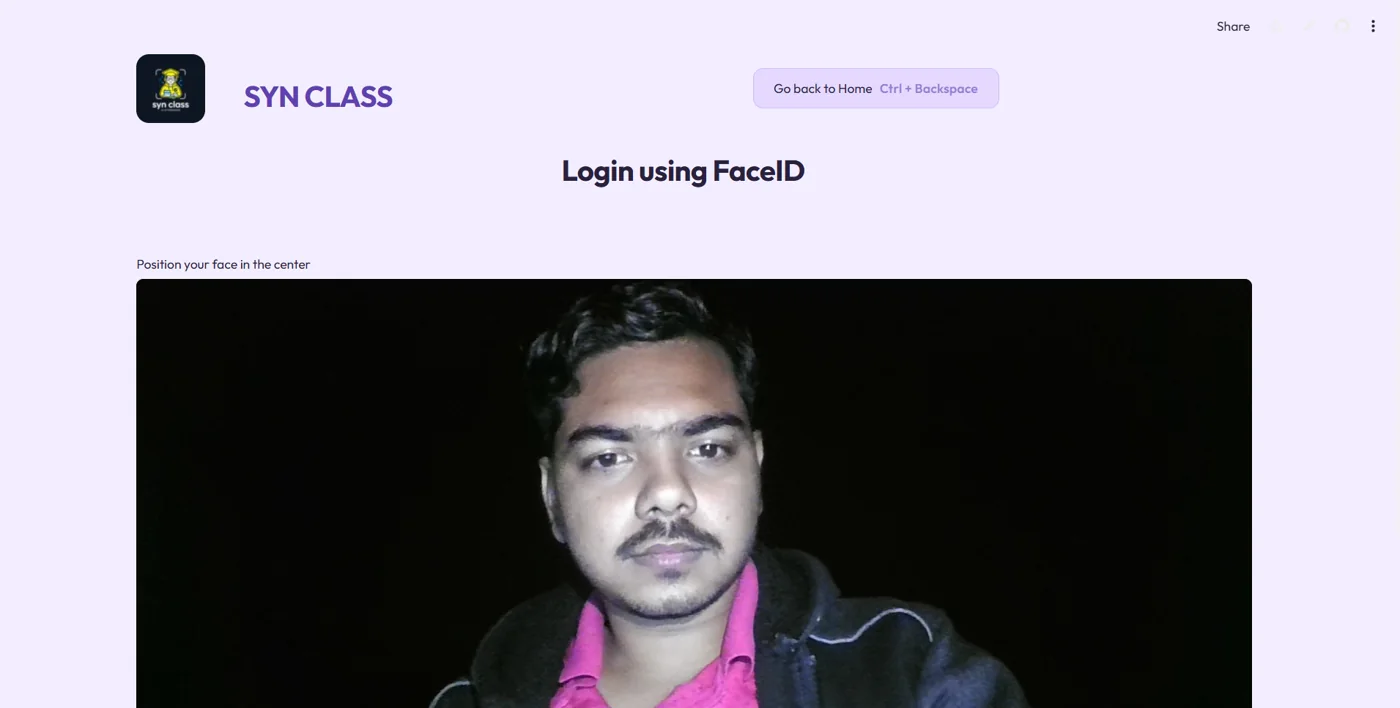 Share
syn class
SYN CLASS
Go back to Home Ctrl + Backspace
Login using FaceID
Position your face in the center